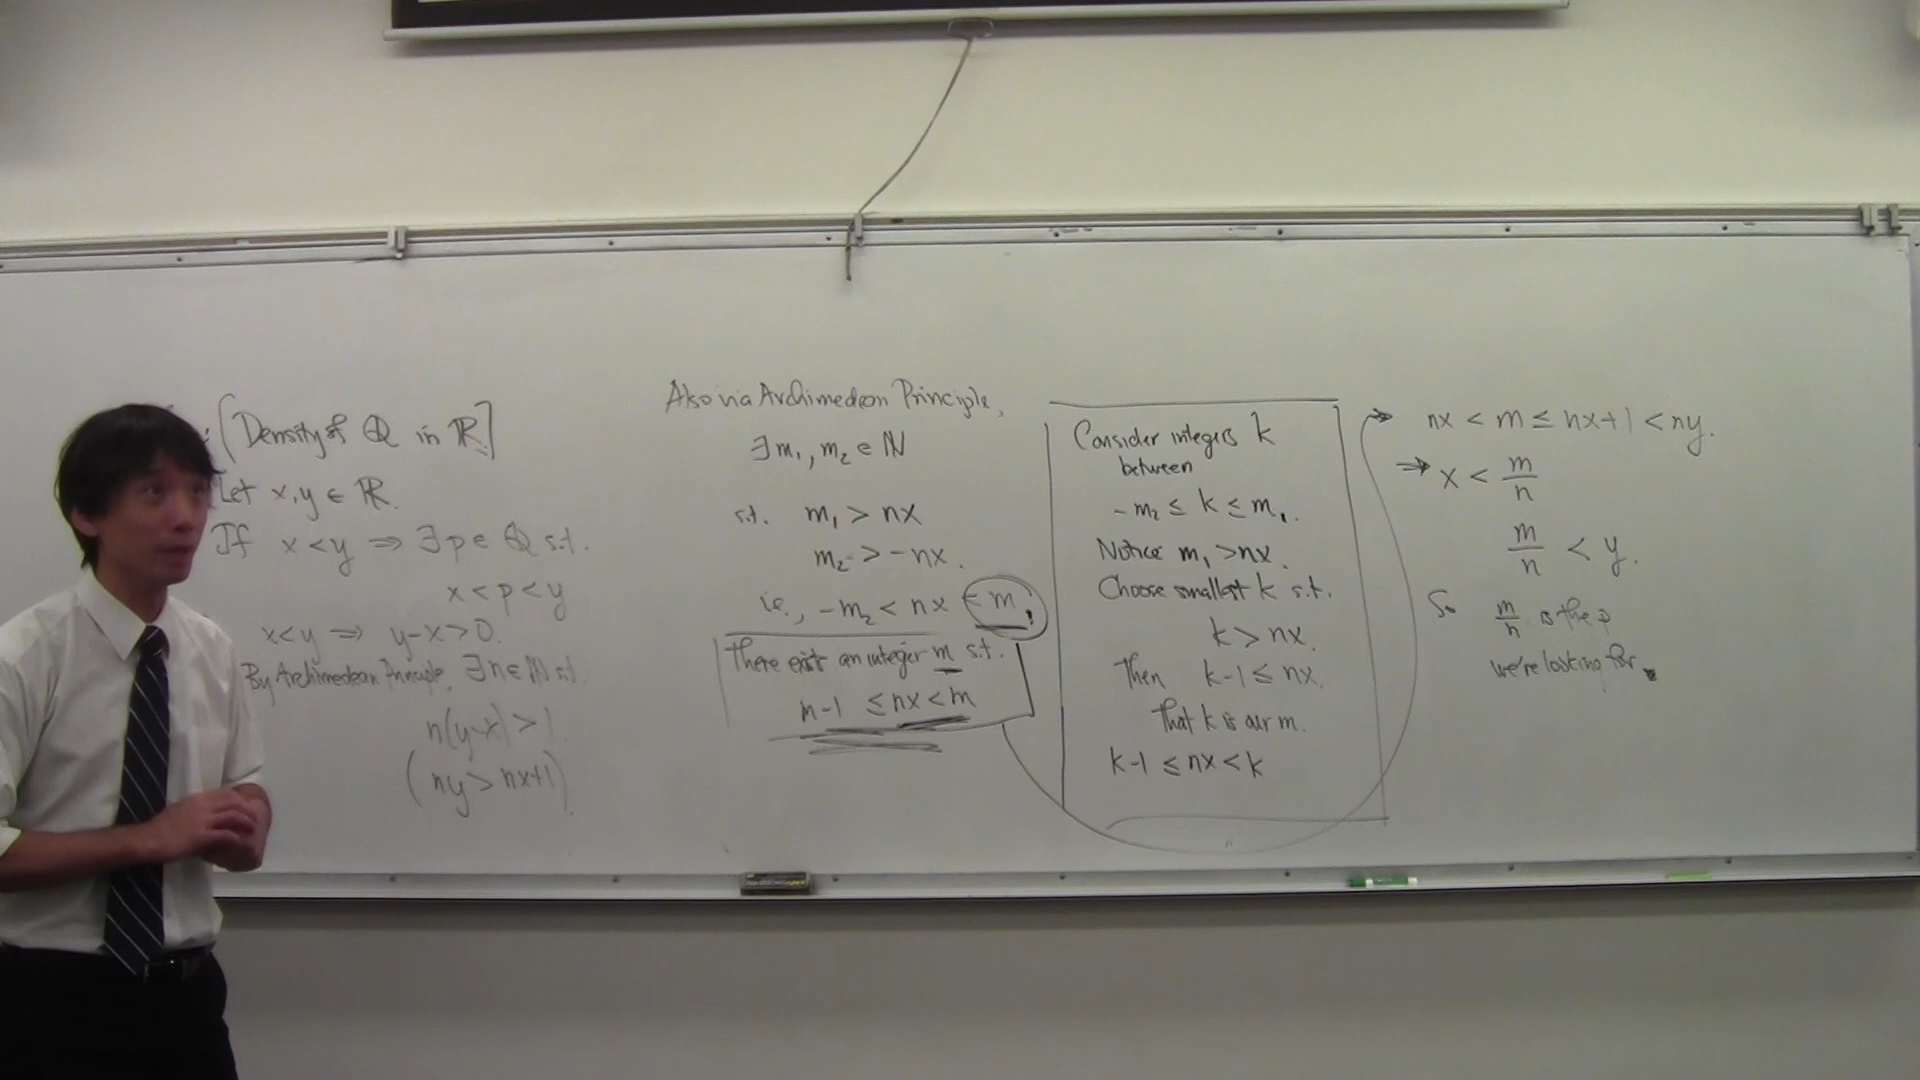 (Density of ℚ in ℝ]
Let x,y ∈ ℝ.
If x<y ⇒ ∃ p ∈ ℚ s.t.
x<p<y
x<y ⇒ y-x>0.
By Archimedean Principle, ∃n∈ℕ s.t.
n(y-x)>1
(ny>nx+1).
Also via Archimedean Principle,
∃m₁, m₂ ∈ ℕ
s.t. m₁ > nx
m₂ > -nx.
i.e., -m₂ < nx < m₁
There exists an integer m s.t.
m-1 ≤ nx < m
Consider integers k
between
-m₂ ≤ k ≤ m₁.
Notice m₁ > nx.
Choose smallest k s.t.
k > nx.
Then k-1 ≤ nx.
That k is our m.
k-1 ≤ nx < k
⇒ nx < m ≤ nx+1 < ny.
⇒ x < m/n
m/n < y.
So m/n is the p
we're looking for.